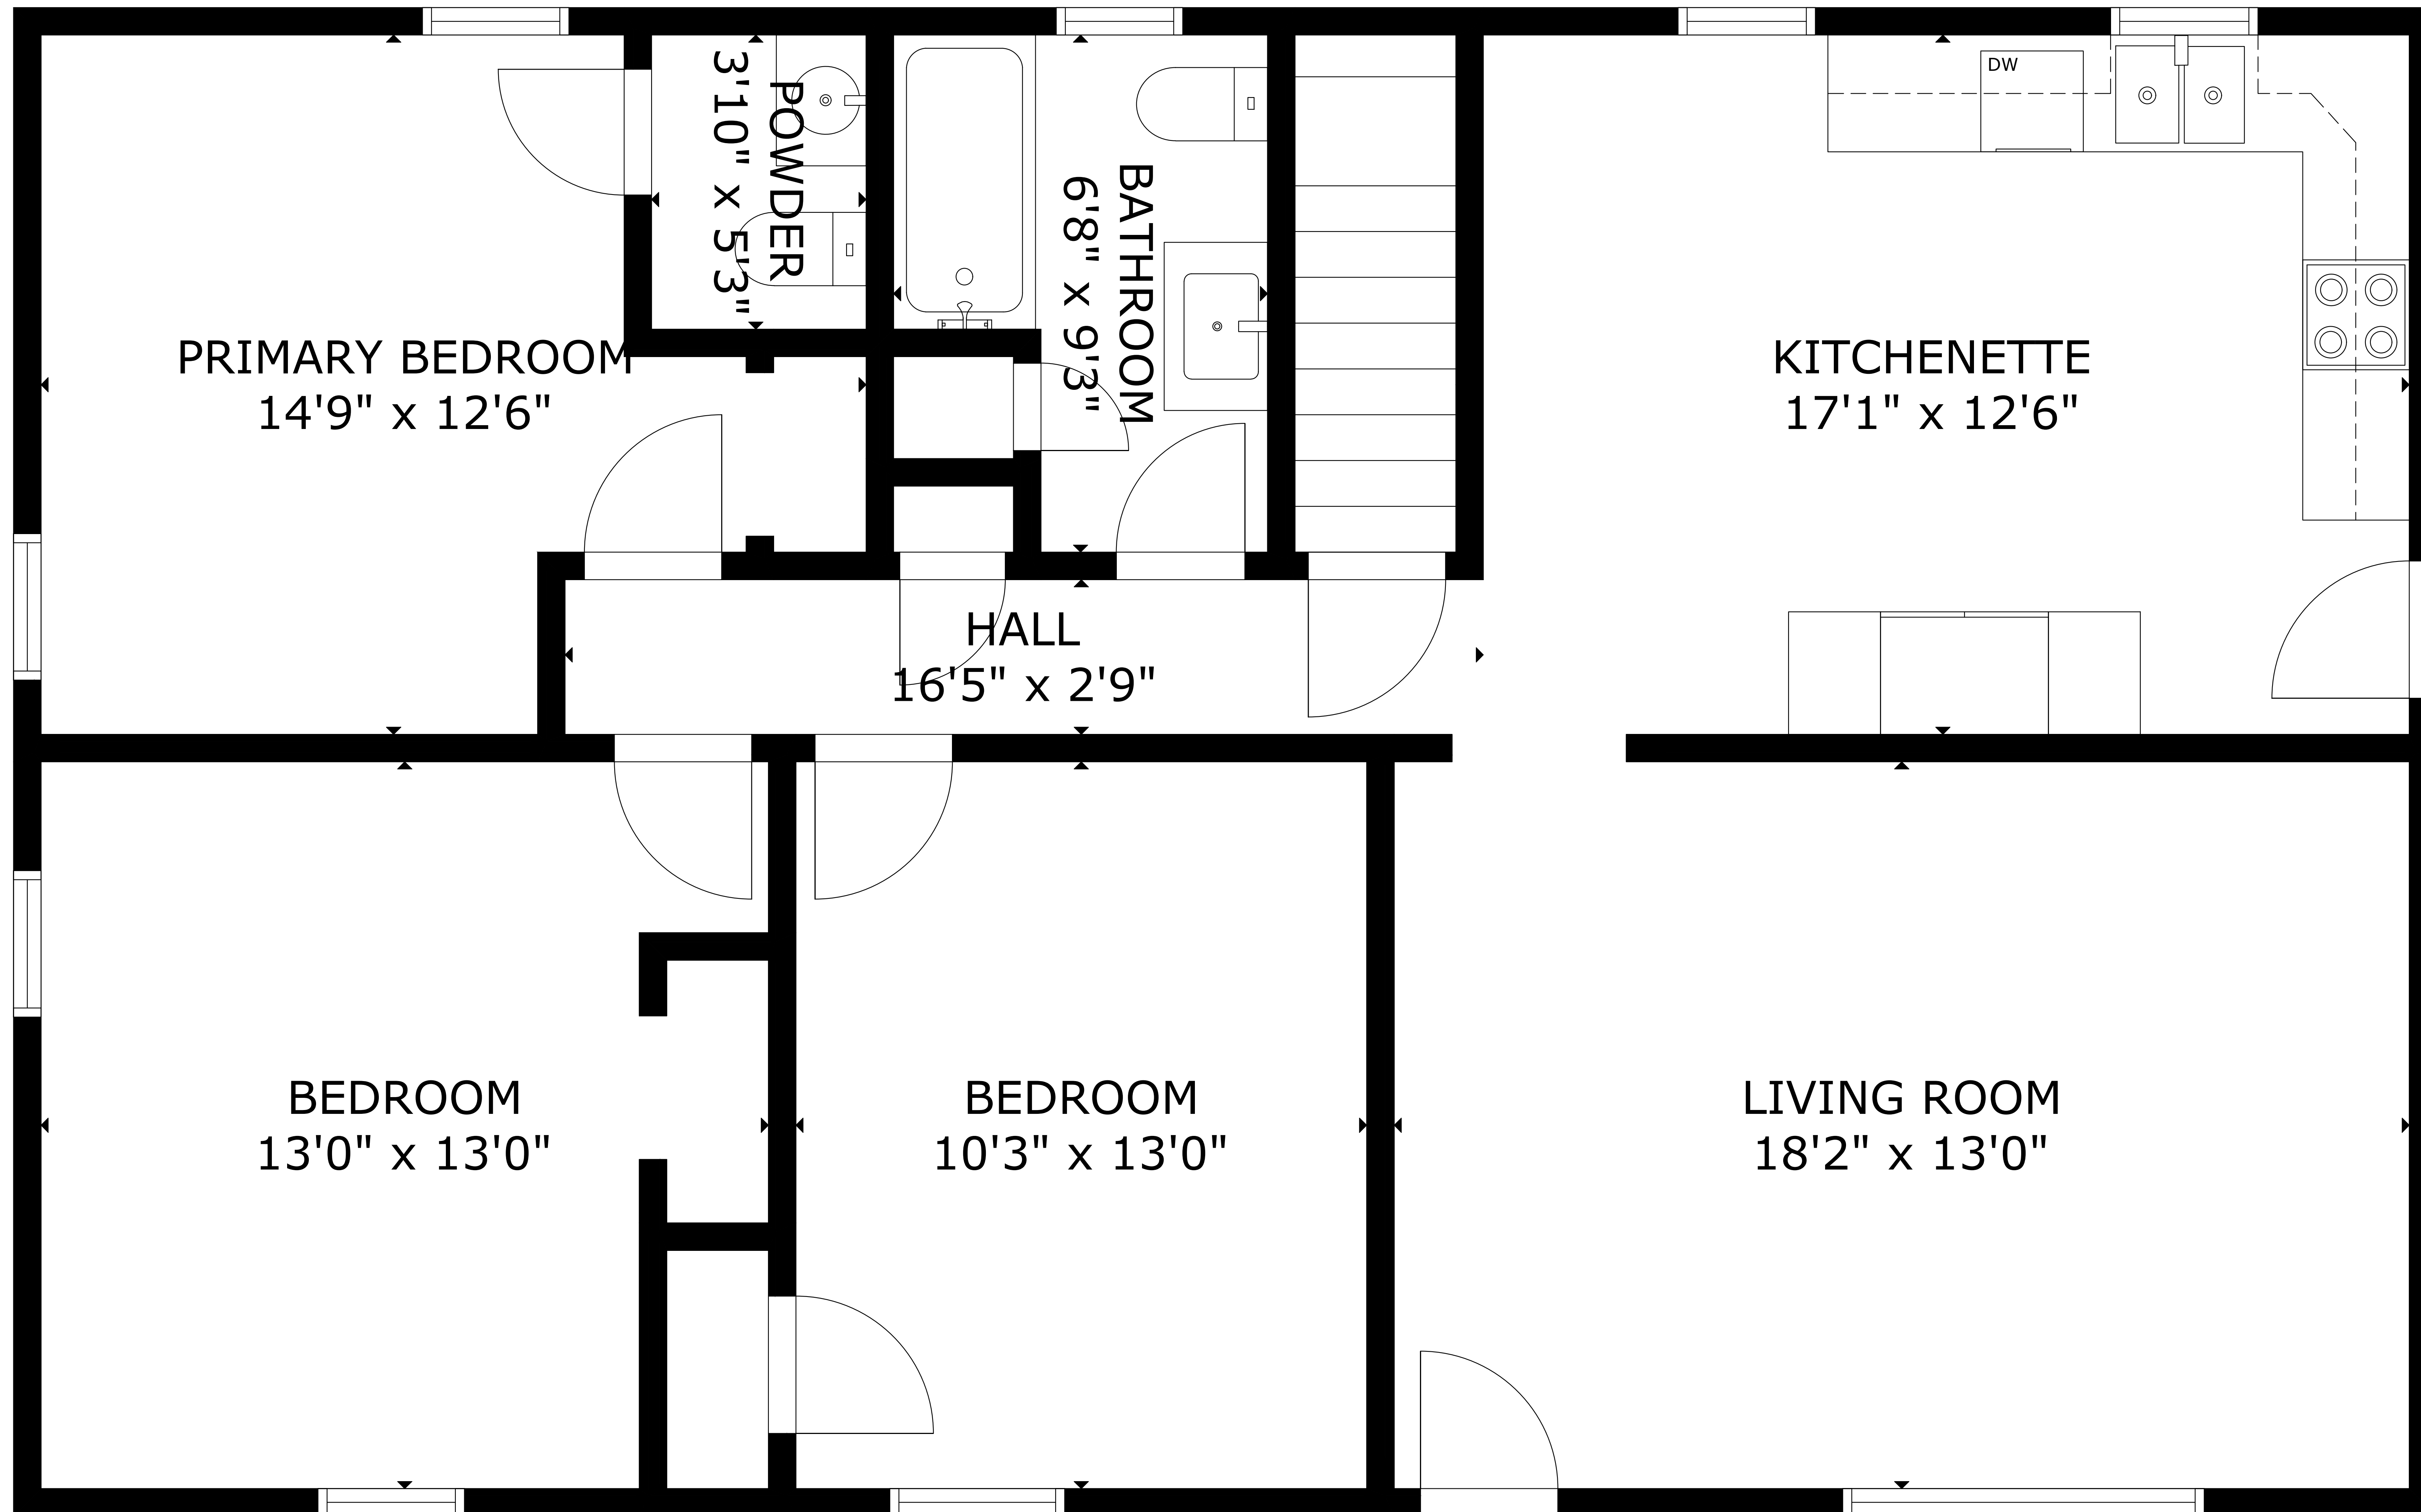 POWDER
3'10" x 5'3"
BATHROOM
6'8" x 9'3"
DW
PRIMARY BEDROOM
14'9" x 12'6"
KITCHENETTE
17'1" x 12'6"
HALL
16'5" x 2'9"
BEDROOM
13'0" x 13'0"
BEDROOM
10'3" x 13'0"
LIVING ROOM
18'2" x 13'0"